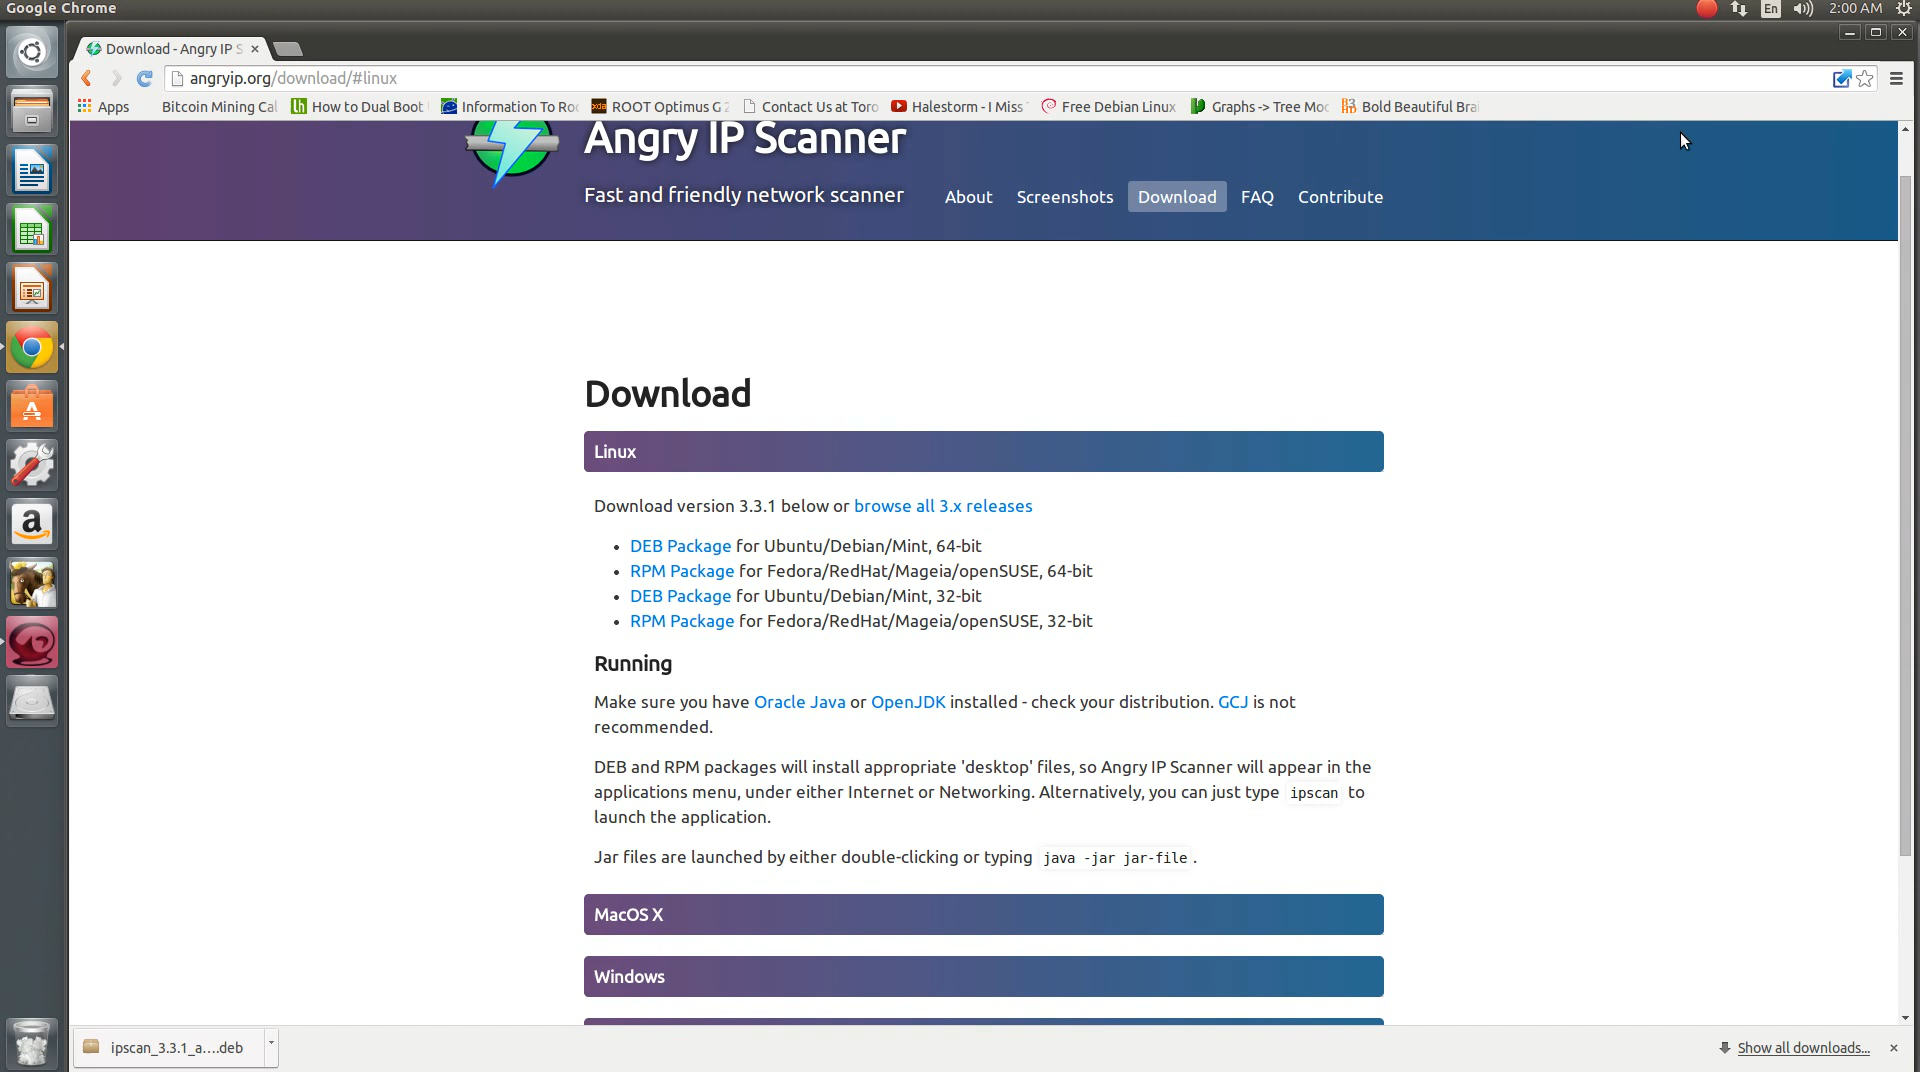 Google Chrome
En
2:00 AM
Download - Angry IP S
angryip.org/download/#linux
Apps
Bitcoin Mining Cal
How to Dual Boot
Information To Roo
ROOT Optimus G 2
Contact Us at Toro
Halestorm - I Miss
Free Debian Linux
Graphs -> Tree Mo
Bold Beautiful Bra
Angry IP Scanner
Fast and friendly network scanner
About
Screenshots
Download
FAQ
Contribute
Download
Linux
Download version 3.3.1 below or browse all 3.x releases
• DEB Package for Ubuntu/Debian/Mint, 64-bit
• RPM Package for Fedora/RedHat/Mageia/openSUSE, 64-bit
• DEB Package for Ubuntu/Debian/Mint, 32-bit
• RPM Package for Fedora/RedHat/Mageia/openSUSE, 32-bit
Running
Make sure you have Oracle Java or OpenJDK installed - check your distribution. GCJ is not
recommended.
DEB and RPM packages will install appropriate 'desktop' files, so Angry IP Scanner will appear in the
applications menu, under either Internet or Networking. Alternatively, you can just type ipscan to
launch the application.
Jar files are launched by either double-clicking or typing java -jar jar-file .
MacOS X
Windows
ipscan_3.3.1_a....deb
Show all downloads...